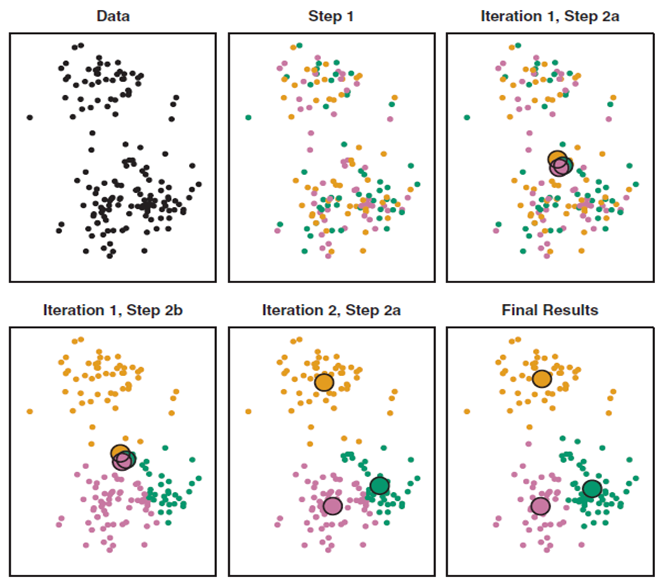 Data
Step 1
Iteration 1, Step 2a
Iteration 1, Step 2b
Iteration 2, Step 2a
Final Results